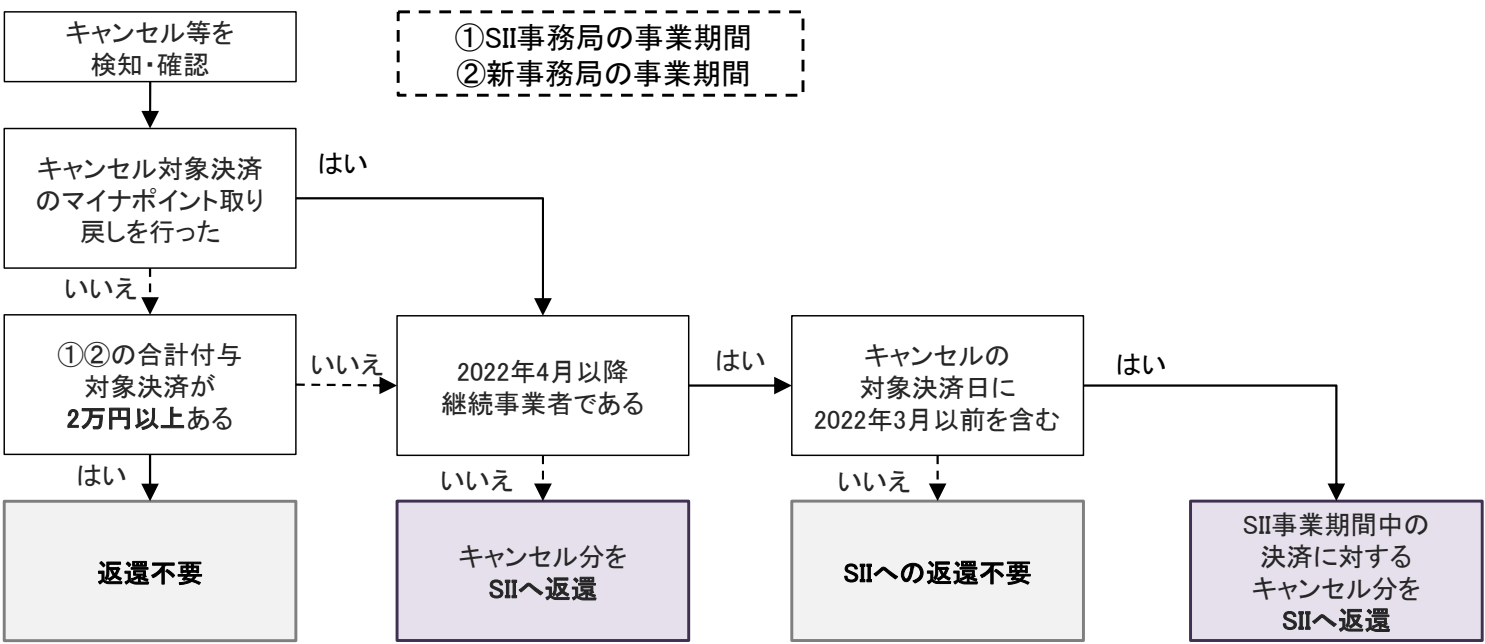 キャンセル等を
検知・確認
①SII事務局の事業期間
②新事務局の事業期間
キャンセル対象決済
のマイナポイント取り
戻しを行った
はい
いいえ
①②の合計付与
対象決済が
2万円以上ある
いいえ
2022年4月以降
継続事業者である
はい
キャンセルの
対象決済日に
2022年3月以前を含む
はい
はい
いいえ
いいえ
返還不要
キャンセル分を
SIIへ返還
SIIへの返還不要
SII事業期間中の
決済に対する
キャンセル分を
SIIへ返還